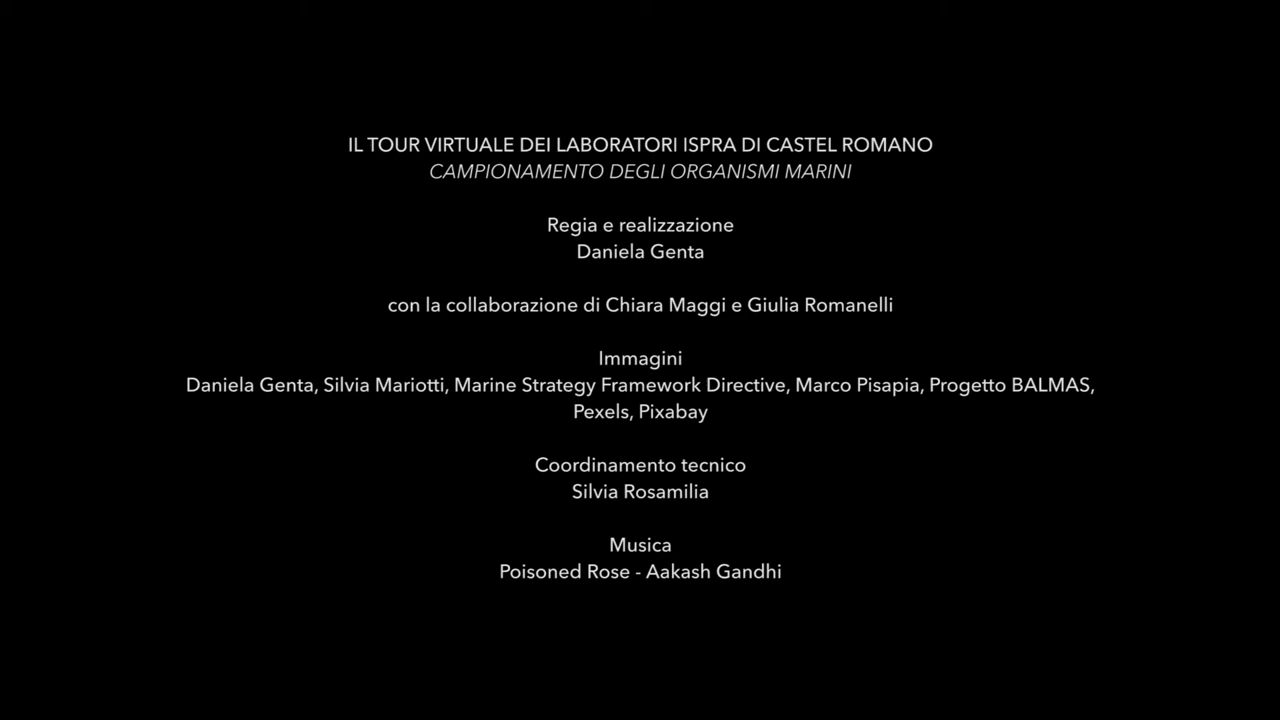 IL TOUR VIRTUALE DEI LABORATORI ISPRA DI CASTEL ROMANO
CAMPIONAMENTO DEGLI ORGANISMI MARINI
Regia e realizzazione
Daniela Genta
con la collaborazione di Chiara Maggi e Giulia Romanelli
Immagini
Daniela Genta, Silvia Mariotti, Marine Strategy Framework Directive, Marco Pisapia, Progetto BALMAS,
Pexels, Pixabay
Coordinamento tecnico
Silvia Rosamilia
Musica
Poisoned Rose - Aakash Gandhi